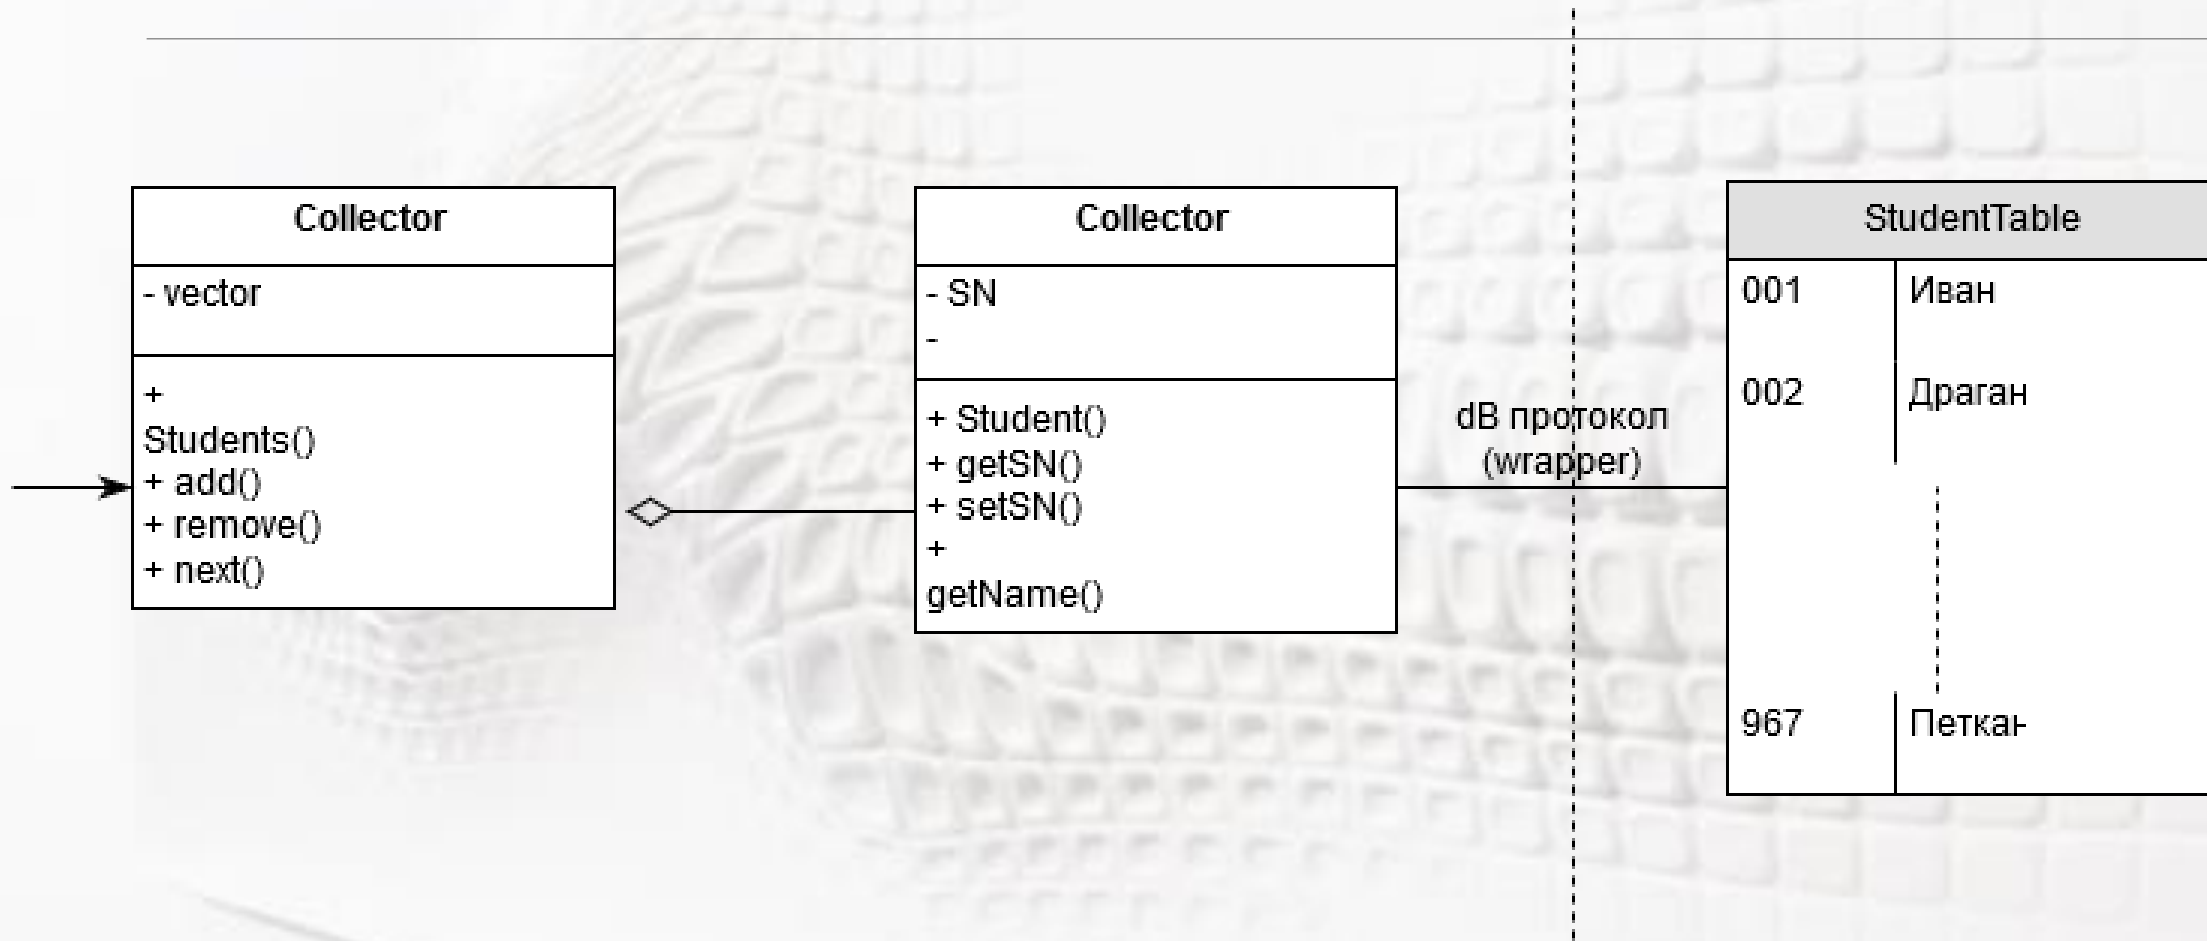 Collector
- vector
+
Students()
+ add()
+ remove()
+ next()
Collector
- SN
-
+ Student()
+ getSN()
+ setSN()
+
getName()
dB протокол
(wrapper)
StudentTable
001 Иван
002 Драган
967 Петкан